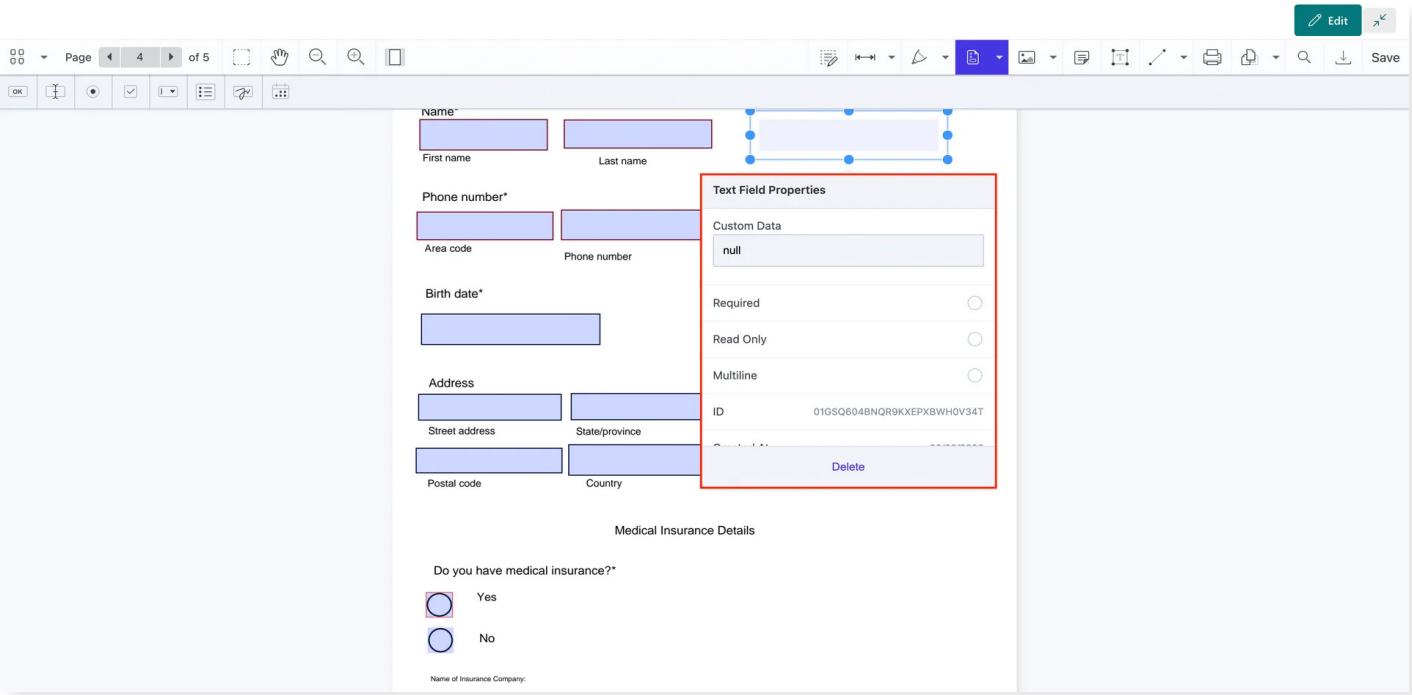 Edit
Page 4 of 5
Save
OK
Name*
First name
Last name
Phone number*
Area code
Phone number
Birth date*
Address
Street address
State/province
Postal code
Country
Text Field Properties
Custom Data
null
Required
Read Only
Multiline
ID 01GSQ604BNQR9KXEPXBWH0V34T
Delete
Medical Insurance Details
Do you have medical insurance?*
Yes
No
Name of Insurance Company: